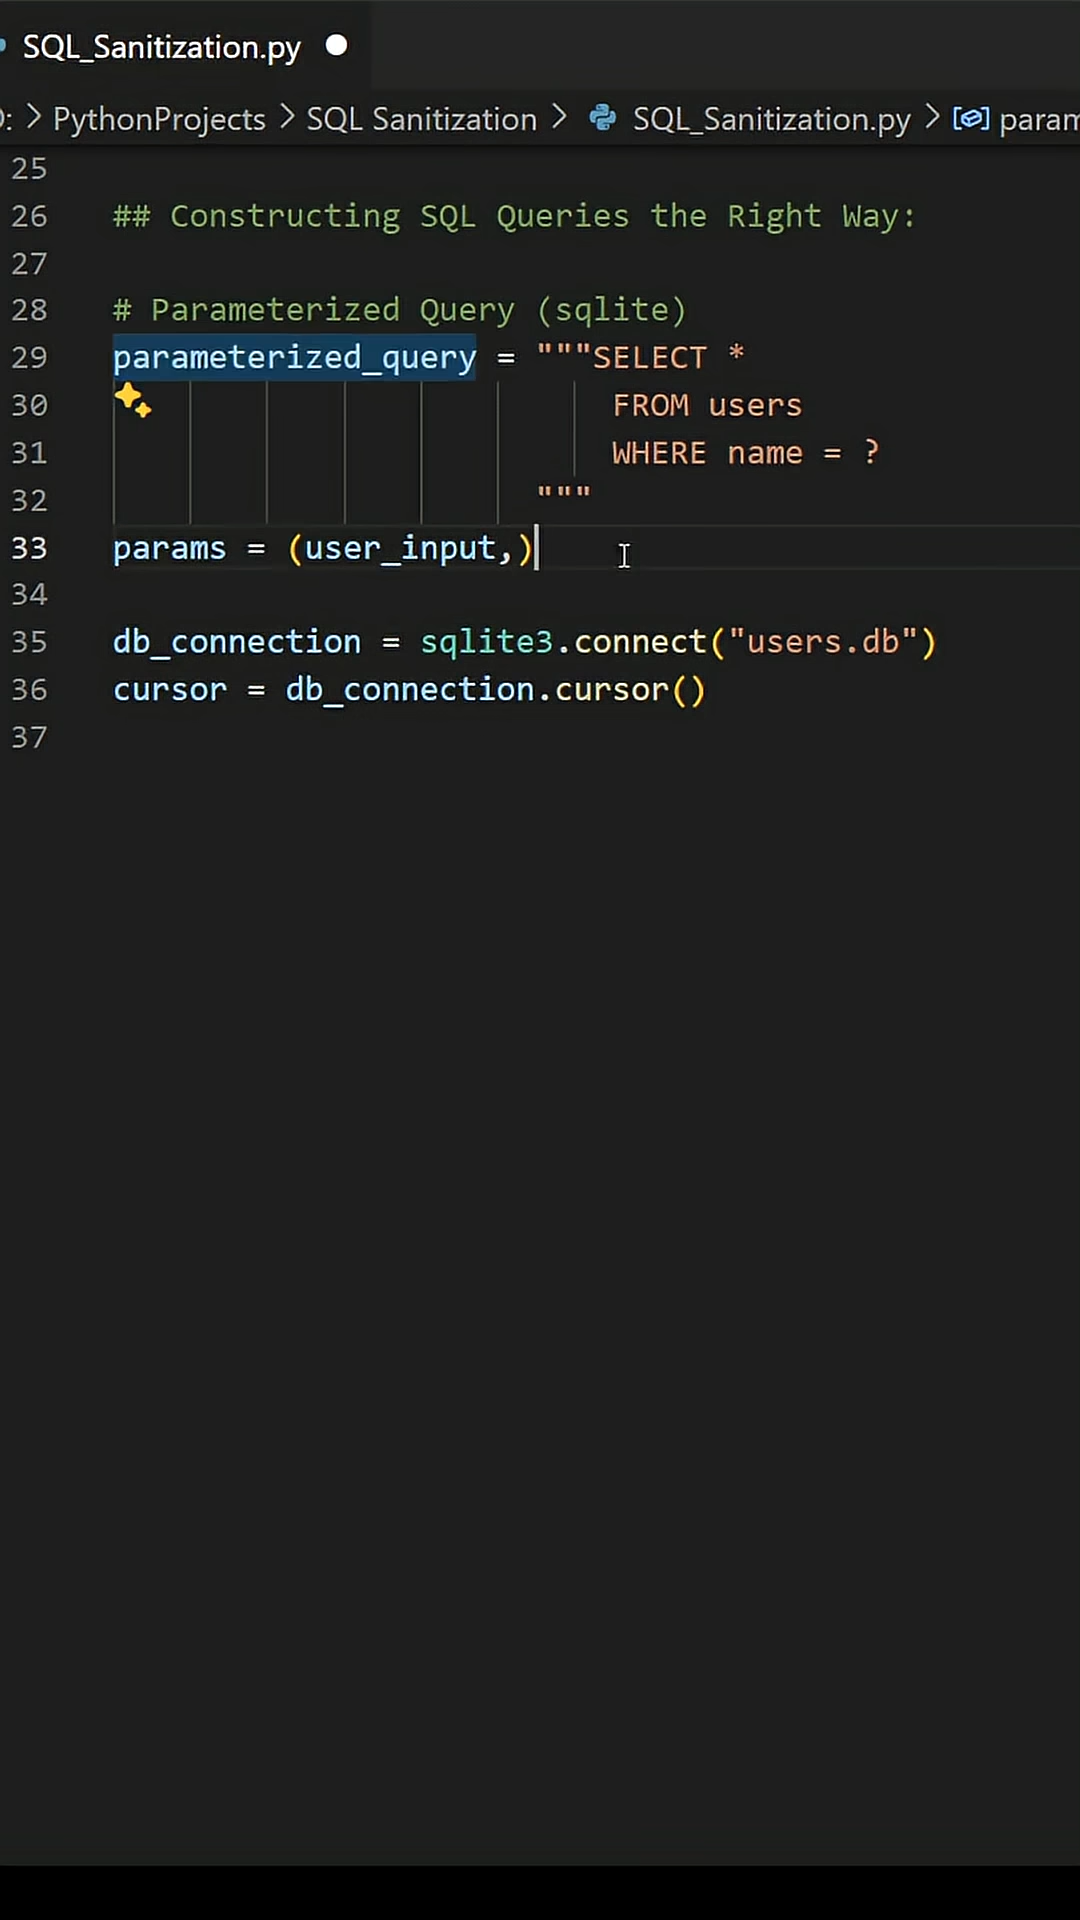 SQL_Sanitization.py
: > PythonProjects > SQL Sanitization > SQL_Sanitization.py >
25
26 ## Constructing SQL Queries the Right Way:
27
28 # Parameterized Query (sqlite)
29 parameterized_query = """SELECT *
30 FROM users
31 WHERE name = ?
32 """
33 params = (user_input,)
34
35 db_connection = sqlite3.connect("users.db")
36 cursor = db_connection.cursor()
37